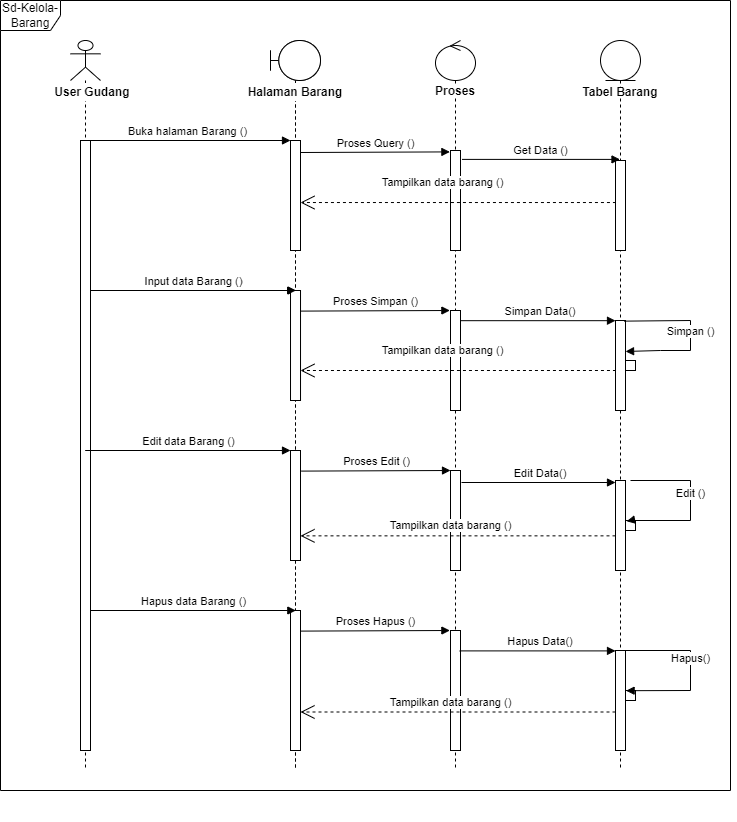 Sd-Kelola-
Barang
User Gudang
Halaman Barang
Proses
Tabel Barang
Buka halaman Barang ()
Proses Query ()
Get Data ()
Tampilkan data barang ()
Input data Barang ()
Proses Simpan ()
Simpan Data()
Simpan ()
Tampilkan data barang ()
Edit data Barang ()
Proses Edit ()
Edit Data()
Edit ()
Tampilkan data barang ()
Hapus data Barang ()
Proses Hapus ()
Hapus Data()
Hapus()
Tampilkan data barang ()